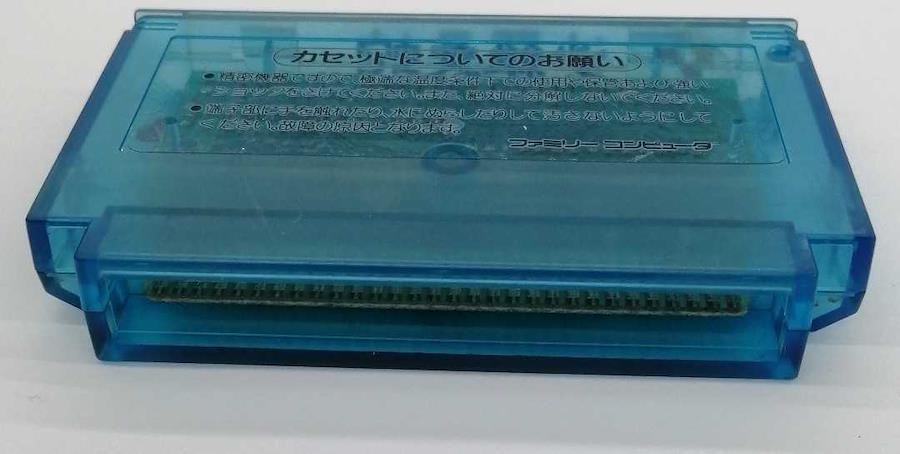 カセットについてのお願い
●精密機器ですので、極端な温度条件下での使用や保管および強い
ショックをさけてください。また、絶対に分解しないでください。
●端子部に手を触れたり、水にぬらしたりして汚さないようにして
ください。故障の原因となります。
ファミリー コンピュータ